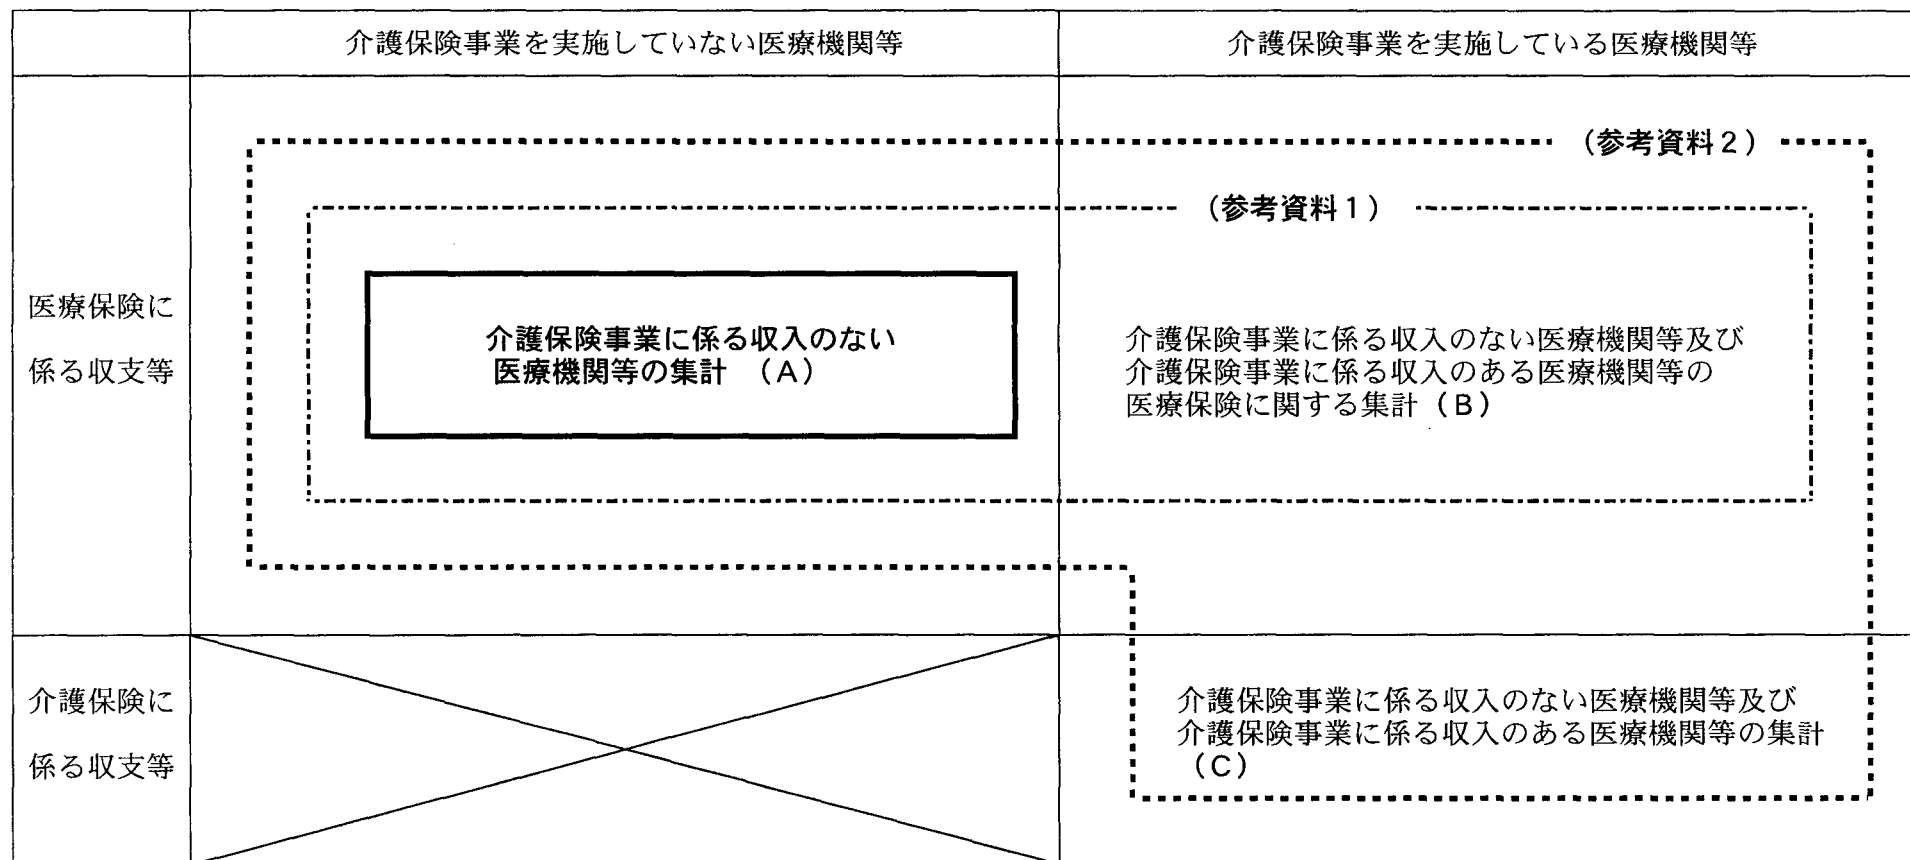 介護保険事業を実施していない医療機関等
介護保険事業を実施している医療機関等
(参考資料2)
(参考資料1)
医療保険に
係る収支等
介護保険事業に係る収入のない
医療機関等の集計 (A)
介護保険事業に係る収入のない医療機関等及び
介護保険事業に係る収入のある医療機関等の
医療保険に関する集計(B)
介護保険に
係る収支等
介護保険事業に係る収入のない医療機関等及び
介護保険事業に係る収入のある医療機関等の集計
(C)